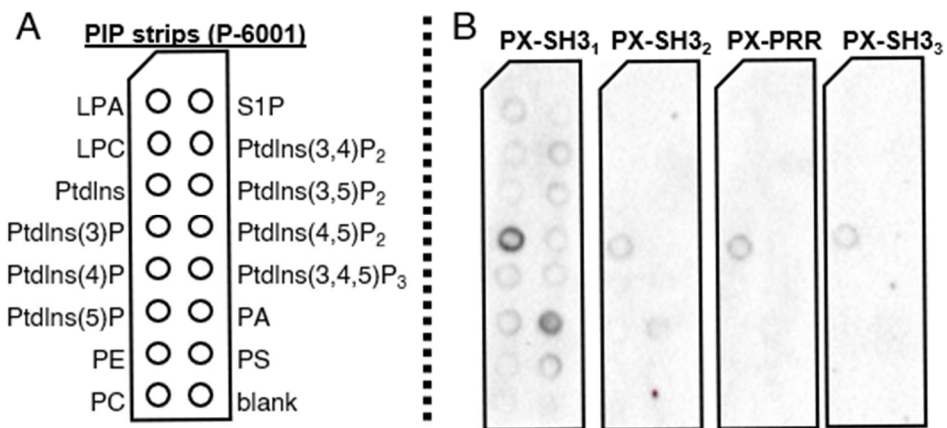 A
PIP strips (P-6001)
LPA S1P
LPC PtdIns(3,4)P2
PtdIns PtdIns(3,5)P2
PtdIns(3)P PtdIns(4,5)P2
PtdIns(4)P PtdIns(3,4,5)P3
PtdIns(5)P PA
PE PS
PC blank
B
PX-SH31 PX-SH32 PX-PRR PX-SH33